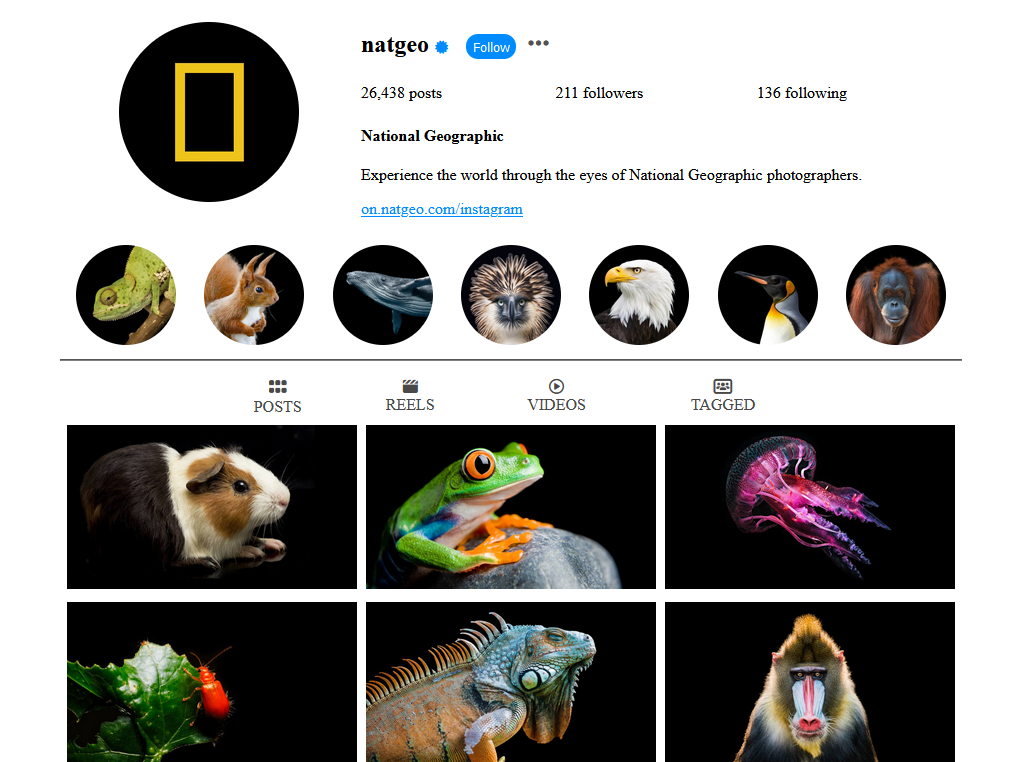 natgeo Follow
26,438 posts 211 followers 136 following
National Geographic
Experience the world through the eyes of National Geographic photographers.
on.natgeo.com/instagram
POSTS REELS VIDEOS TAGGED